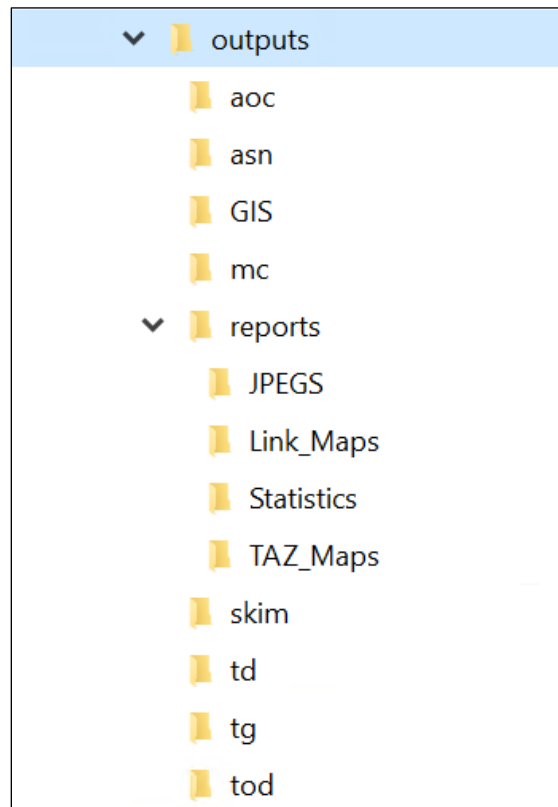 outputs
aoc
asn
GIS
mc
reports
JPEGS
Link_Maps
Statistics
TAZ_Maps
skim
td
tg
tod